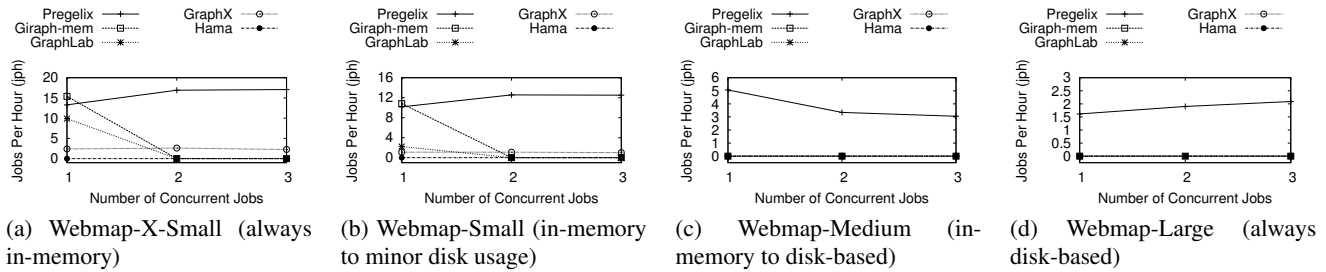 Pregelix
Giraph-mem
GraphLab
GraphX
Hama
Jobs Per Hour (jph)
20
15
10
5
0
1
2
3
Number of Concurrent Jobs
(a) Webmap-X-Small (always
in-memory)
Pregelix
Giraph-mem
GraphLab
GraphX
Hama
Jobs Per Hour (jph)
16
12
8
4
0
1
2
3
Number of Concurrent Jobs
(b) Webmap-Small (in-memory
to minor disk usage)
Pregelix
Giraph-mem
GraphLab
GraphX
Hama
Jobs Per Hour (jph)
6
5
4
3
2
1
0
1
2
3
Number of Concurrent Jobs
(c) Webmap-Medium (in-
memory to disk-based)
Pregelix
Giraph-mem
GraphLab
GraphX
Hama
Jobs Per Hour (jph)
3
2.5
2
1.5
1
0.5
0
1
2
3
Number of Concurrent Jobs
(d) Webmap-Large (always
disk-based)